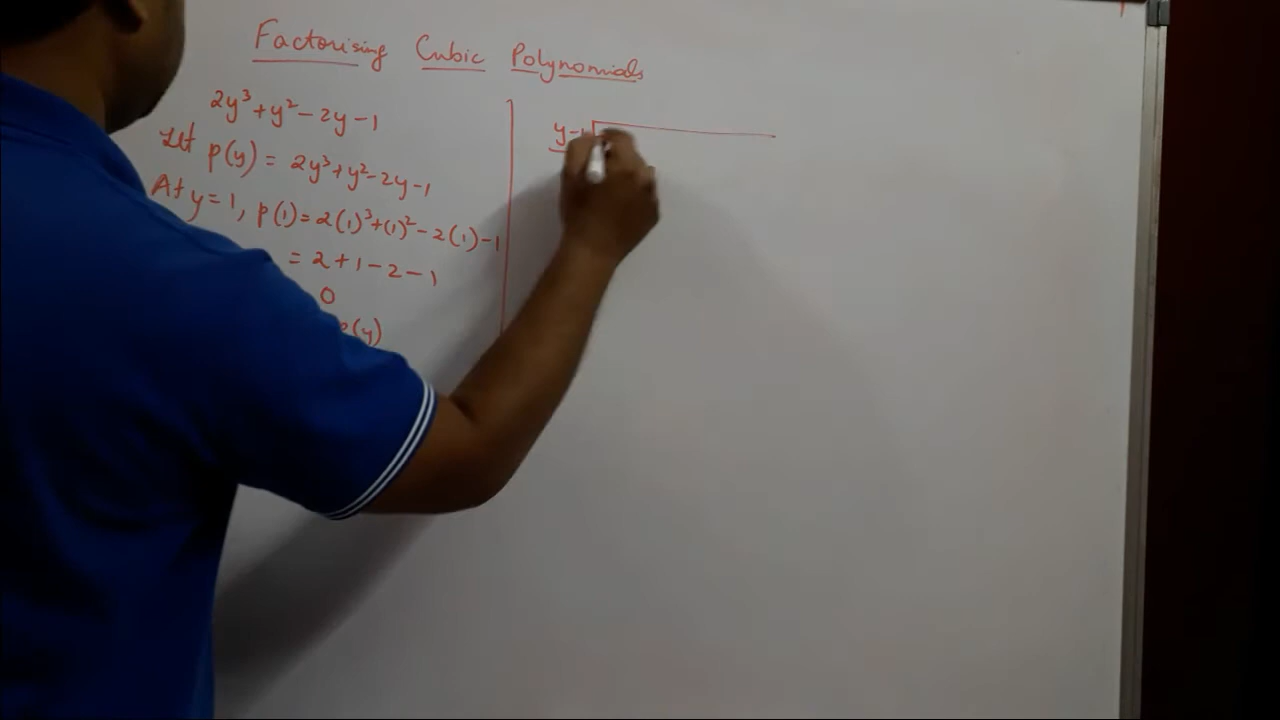 Factorising Cubic Polynomials
2y³ + y² - 2y - 1
Let p(y) = 2y³ + y² - 2y - 1
At y = 1, p(1) = 2(1)³ + (1)² - 2(1) - 1
= 2 + 1 - 2 - 1
0
p(y)
y - 1